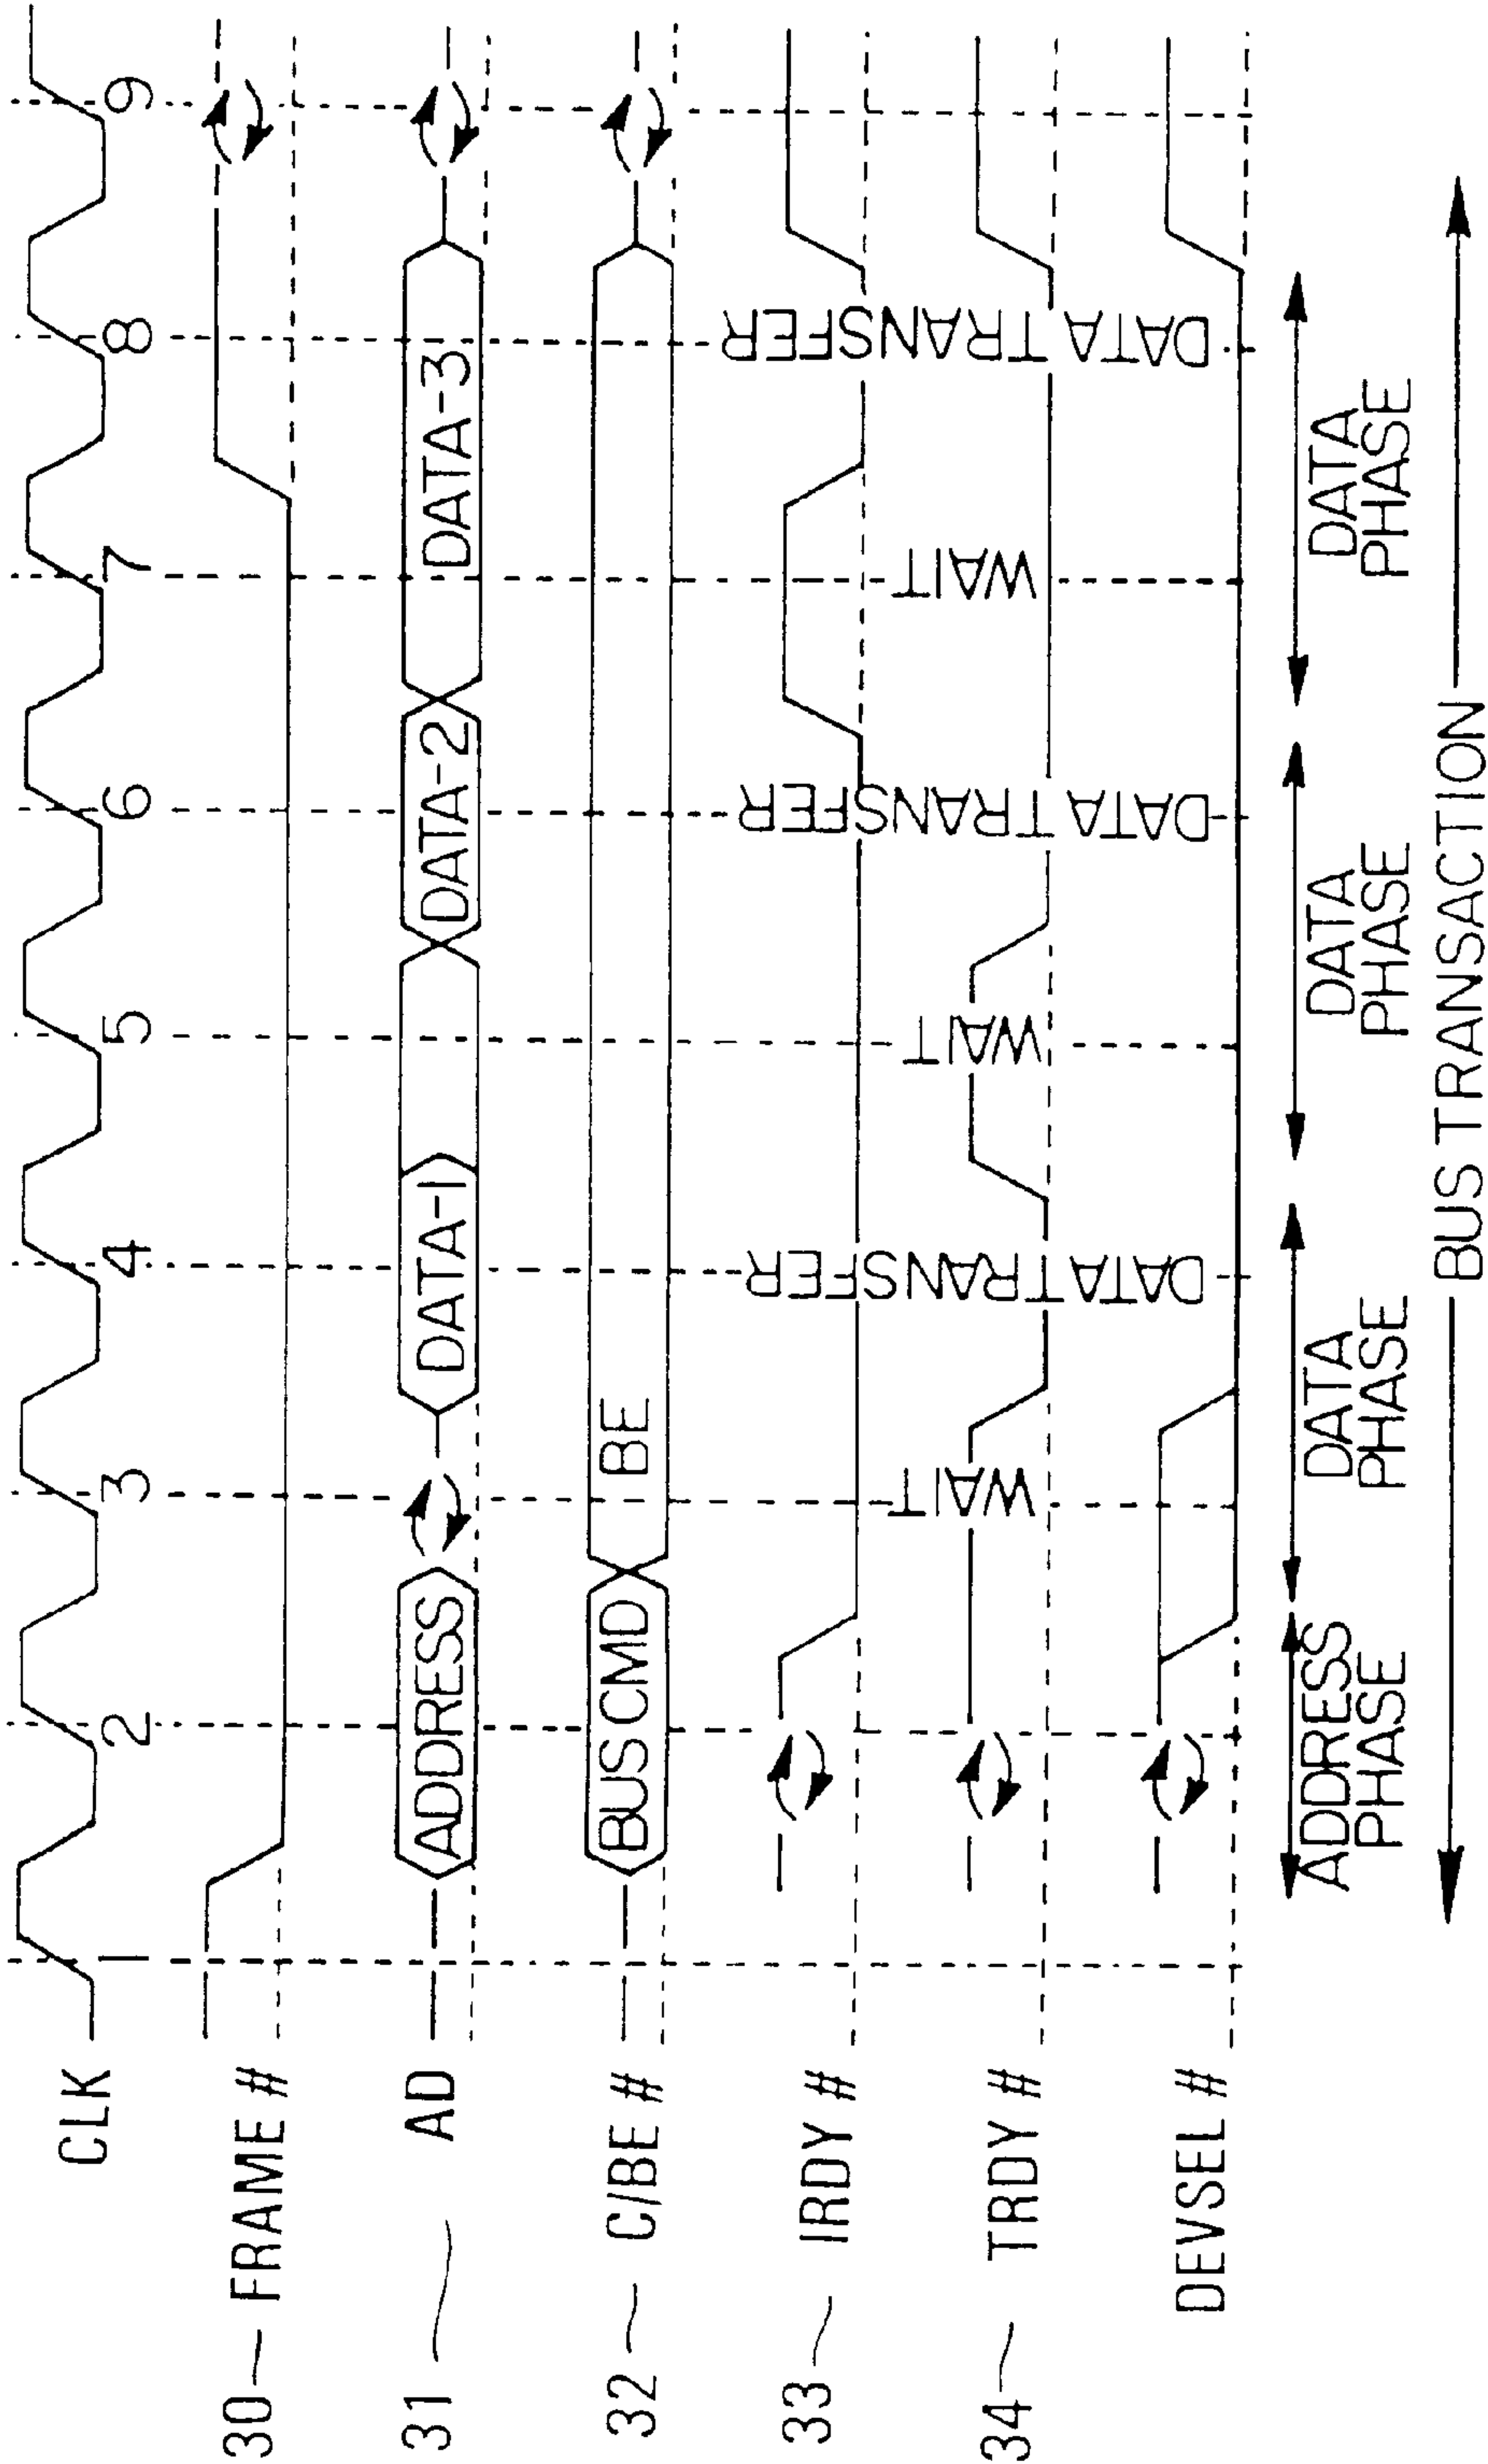 CLK
1 2 3 4 5 6 7 8 9
30 FRAME #
31 AD
ADDRESS DATA-1 DATA-2 DATA-3
32 C/BE #
BUS CMD BE
33 IRDY #
34 TRDY #
DEVSEL #
WAIT
DATA TRANSFER
WAIT
DATA TRANSFER
WAIT
DATA TRANSFER
ADDRESS
PHASE
DATA
PHASE
DATA
PHASE
DATA
PHASE
BUS TRANSACTION